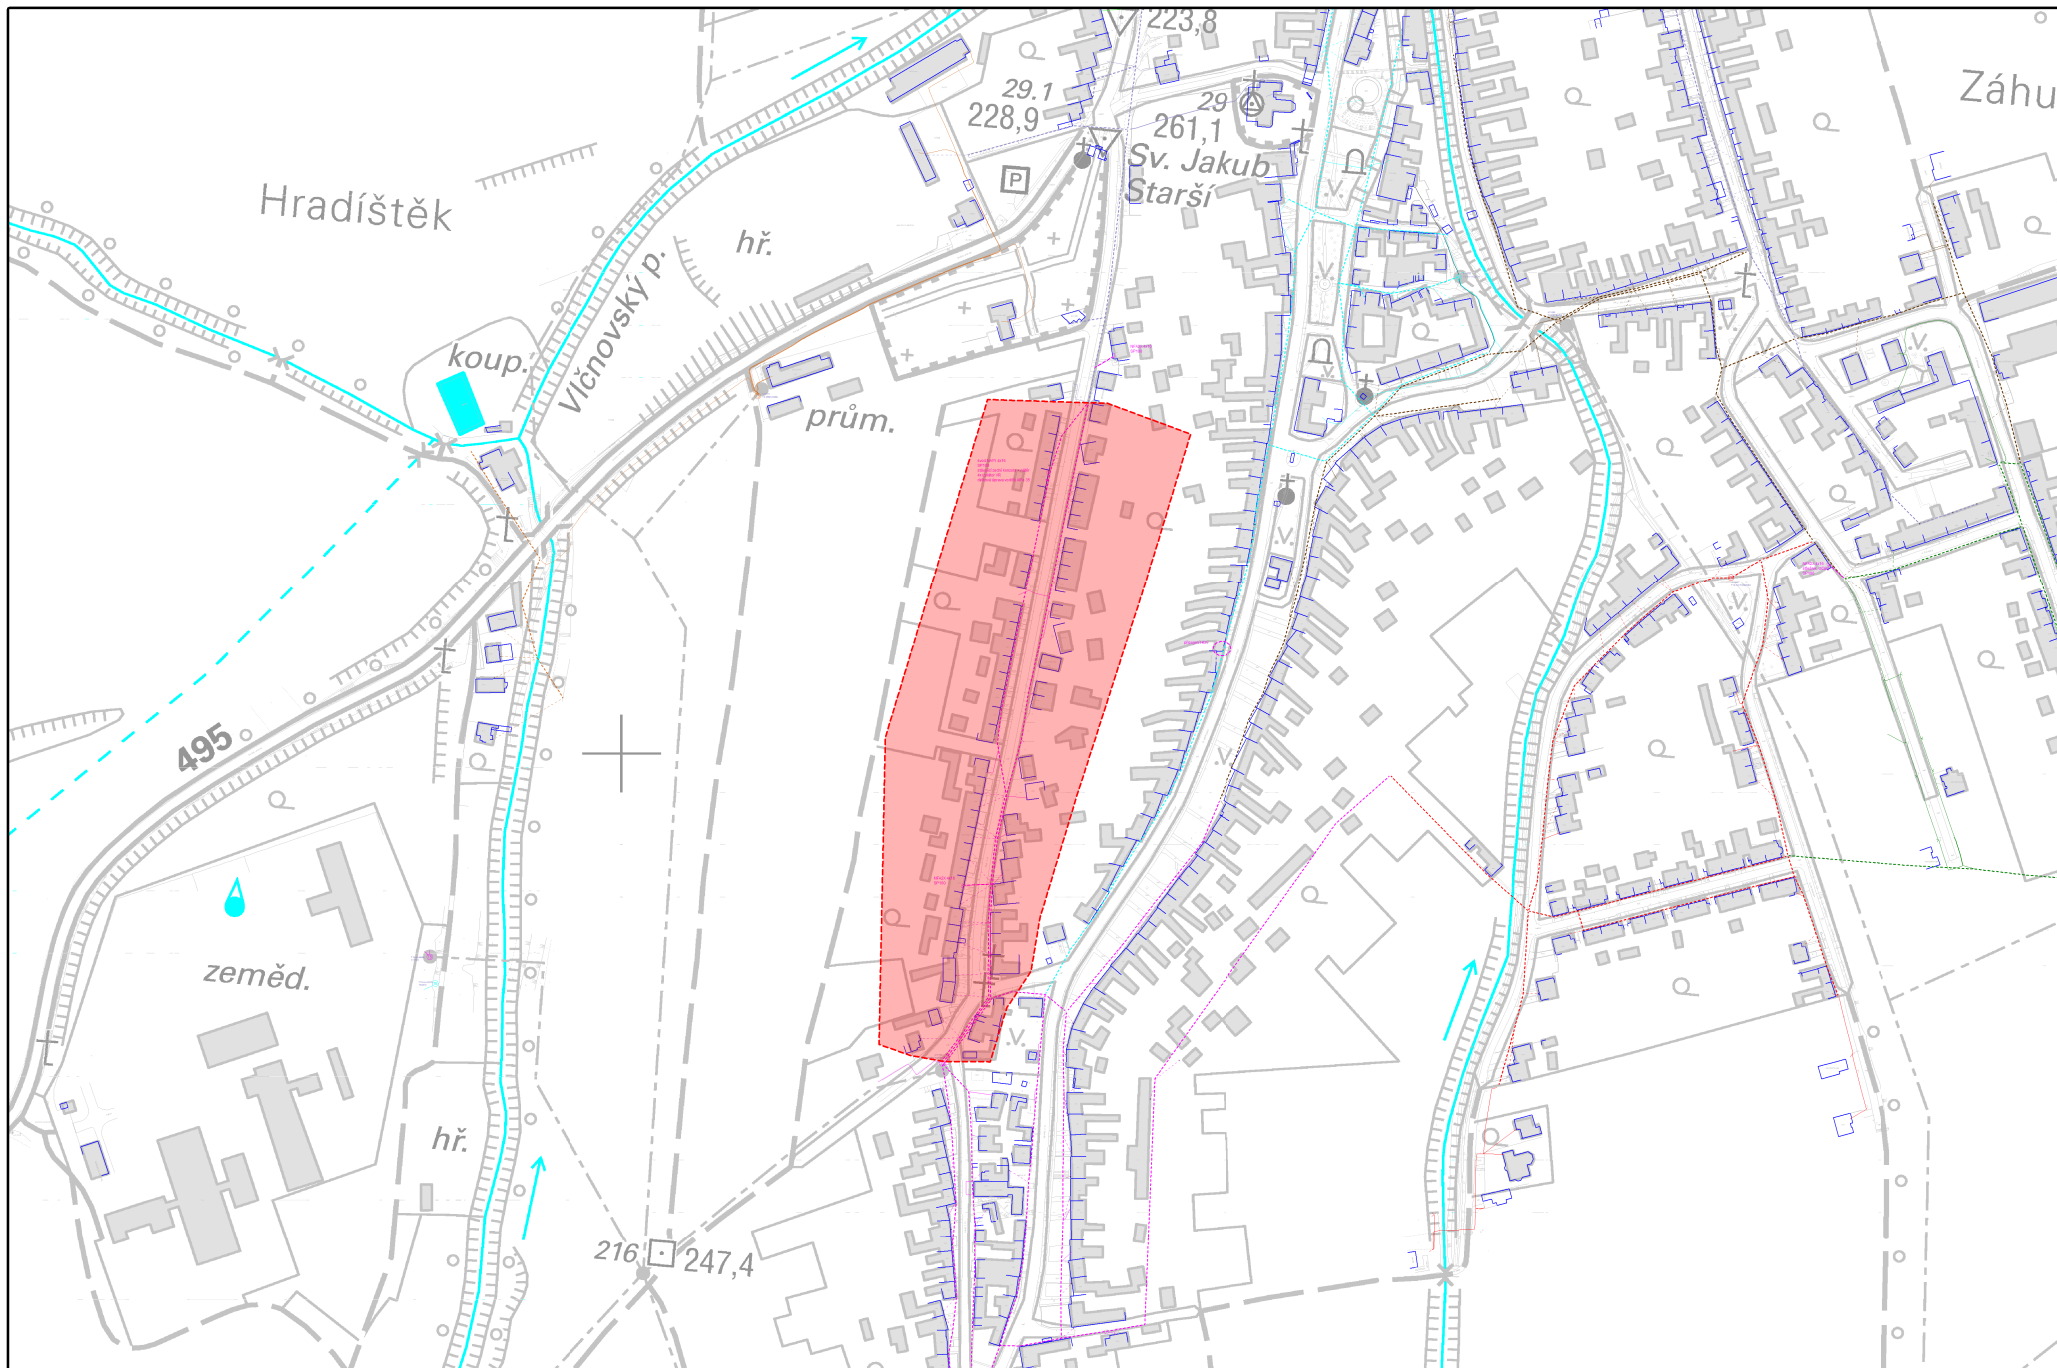 223,8
Záhu
29.1
228,9
29
261,1
Sv. Jakub
Starší
P
Hradíštěk
hř.
Vlčnovský p.
koup.
prům.
495
zeměd.
hř.
216
247,4